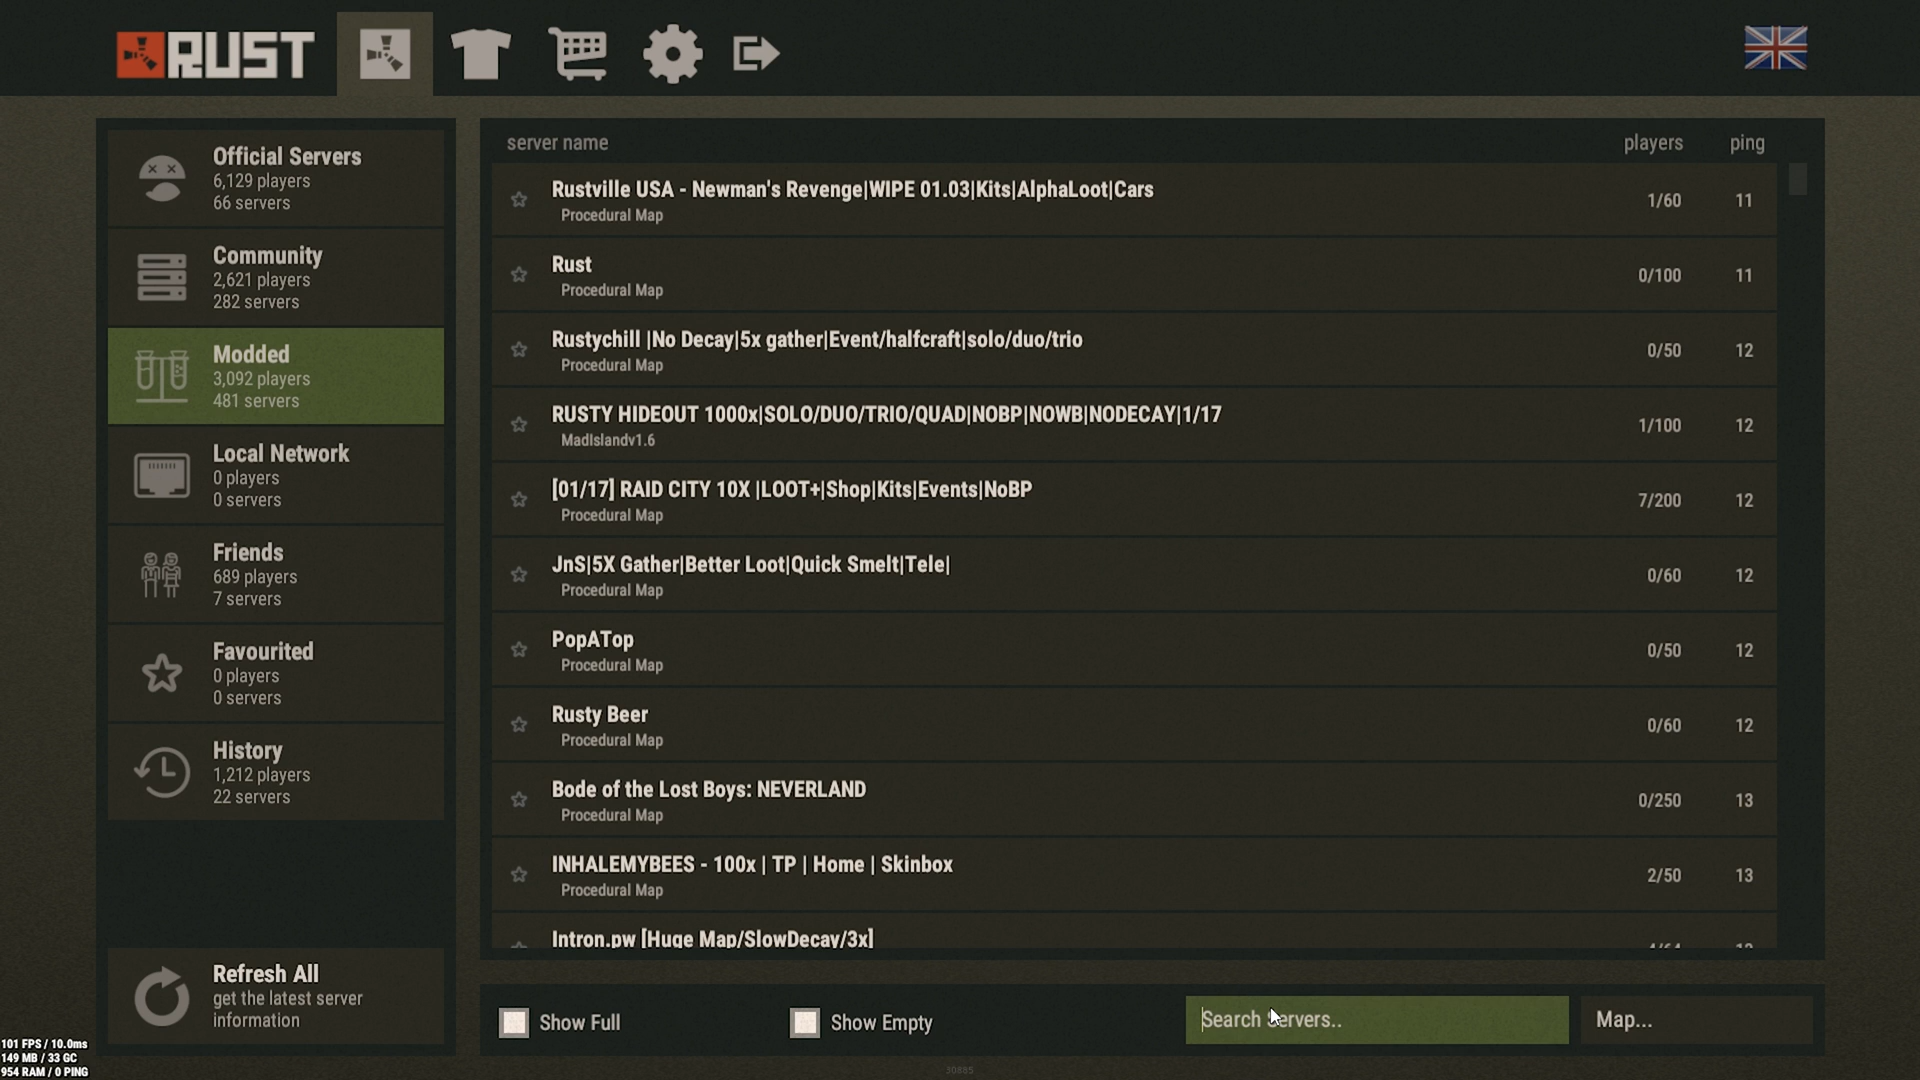 RUST
Official Servers
6,129 players
66 servers
Community
2,621 players
282 servers
Modded
3,092 players
481 servers
Local Network
0 players
0 servers
Friends
689 players
7 servers
Favourited
0 players
0 servers
History
1,212 players
22 servers
Refresh All
get the latest server
information
server name players ping
Rustville USA - Newman's Revenge|WIPE 01.03|Kits|AlphaLoot|Cars
Procedural Map
1/60 11
Rust
Procedural Map
0/100 11
Rustychill |No Decay|5x gather|Event/halfcraft|solo/duo/trio
Procedural Map
0/50 12
RUSTY HIDEOUT 1000x|SOLO/DUO/TRIO/QUAD|NOBP|NOWB|NODECAY|1/17
MadIslandv1.6
1/100 12
[01/17] RAID CITY 10X |LOOT+|Shop|Kits|Events|NoBP
Procedural Map
7/200 12
JnS|5X Gather|Better Loot|Quick Smelt|Tele|
Procedural Map
0/60 12
PopATop
Procedural Map
0/50 12
Rusty Beer
Procedural Map
0/60 12
Bode of the Lost Boys: NEVERLAND
Procedural Map
0/250 13
INHALEMYBEES - 100x | TP | Home | Skinbox
Procedural Map
2/50 13
Intron.pw [Huge Map/SlowDecay/3x]
Show Full
Show Empty
Search Servers..
Map...
101 FPS / 10.0ms
149 MB / 33 GC
954 RAM / 0 PING
30885